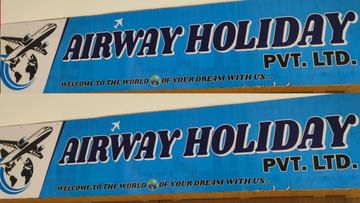 AIRWAY HOLIDAY
PVT. LTD.
WELCOME TO THE WORLD OF YOUR DREAM WITH US...
AIRWAY HOLIDAY
PVT. LTD.
WELCOME TO THE WORLD OF YOUR DREAM WITH US...